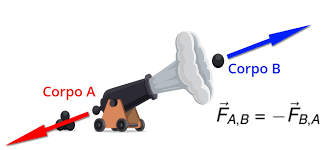 Corpo A
Corpo B
F⃗A,B = −F⃗B,A